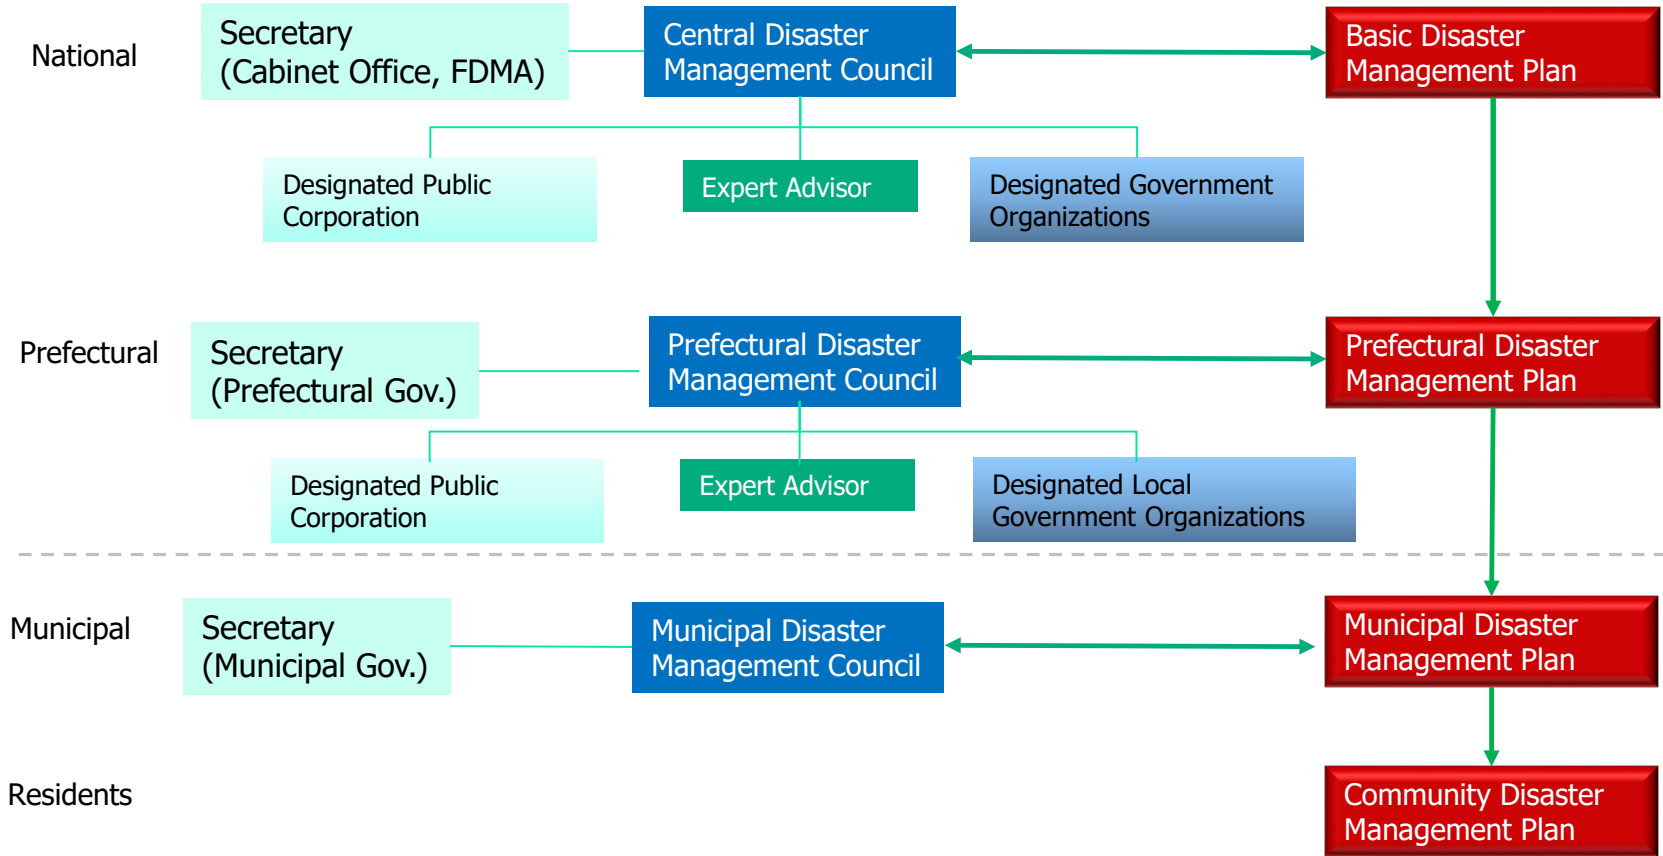 National
Secretary
(Cabinet Office, FDMA)
Central Disaster
Management Council
Basic Disaster
Management Plan
Designated Public
Corporation
Expert Advisor
Designated Government
Organizations
Prefectural
Secretary
(Prefectural Gov.)
Prefectural Disaster
Management Council
Prefectural Disaster
Management Plan
Designated Public
Corporation
Expert Advisor
Designated Local
Government Organizations
Municipal
Secretary
(Municipal Gov.)
Municipal Disaster
Management Council
Municipal Disaster
Management Plan
Residents
Community Disaster
Management Plan